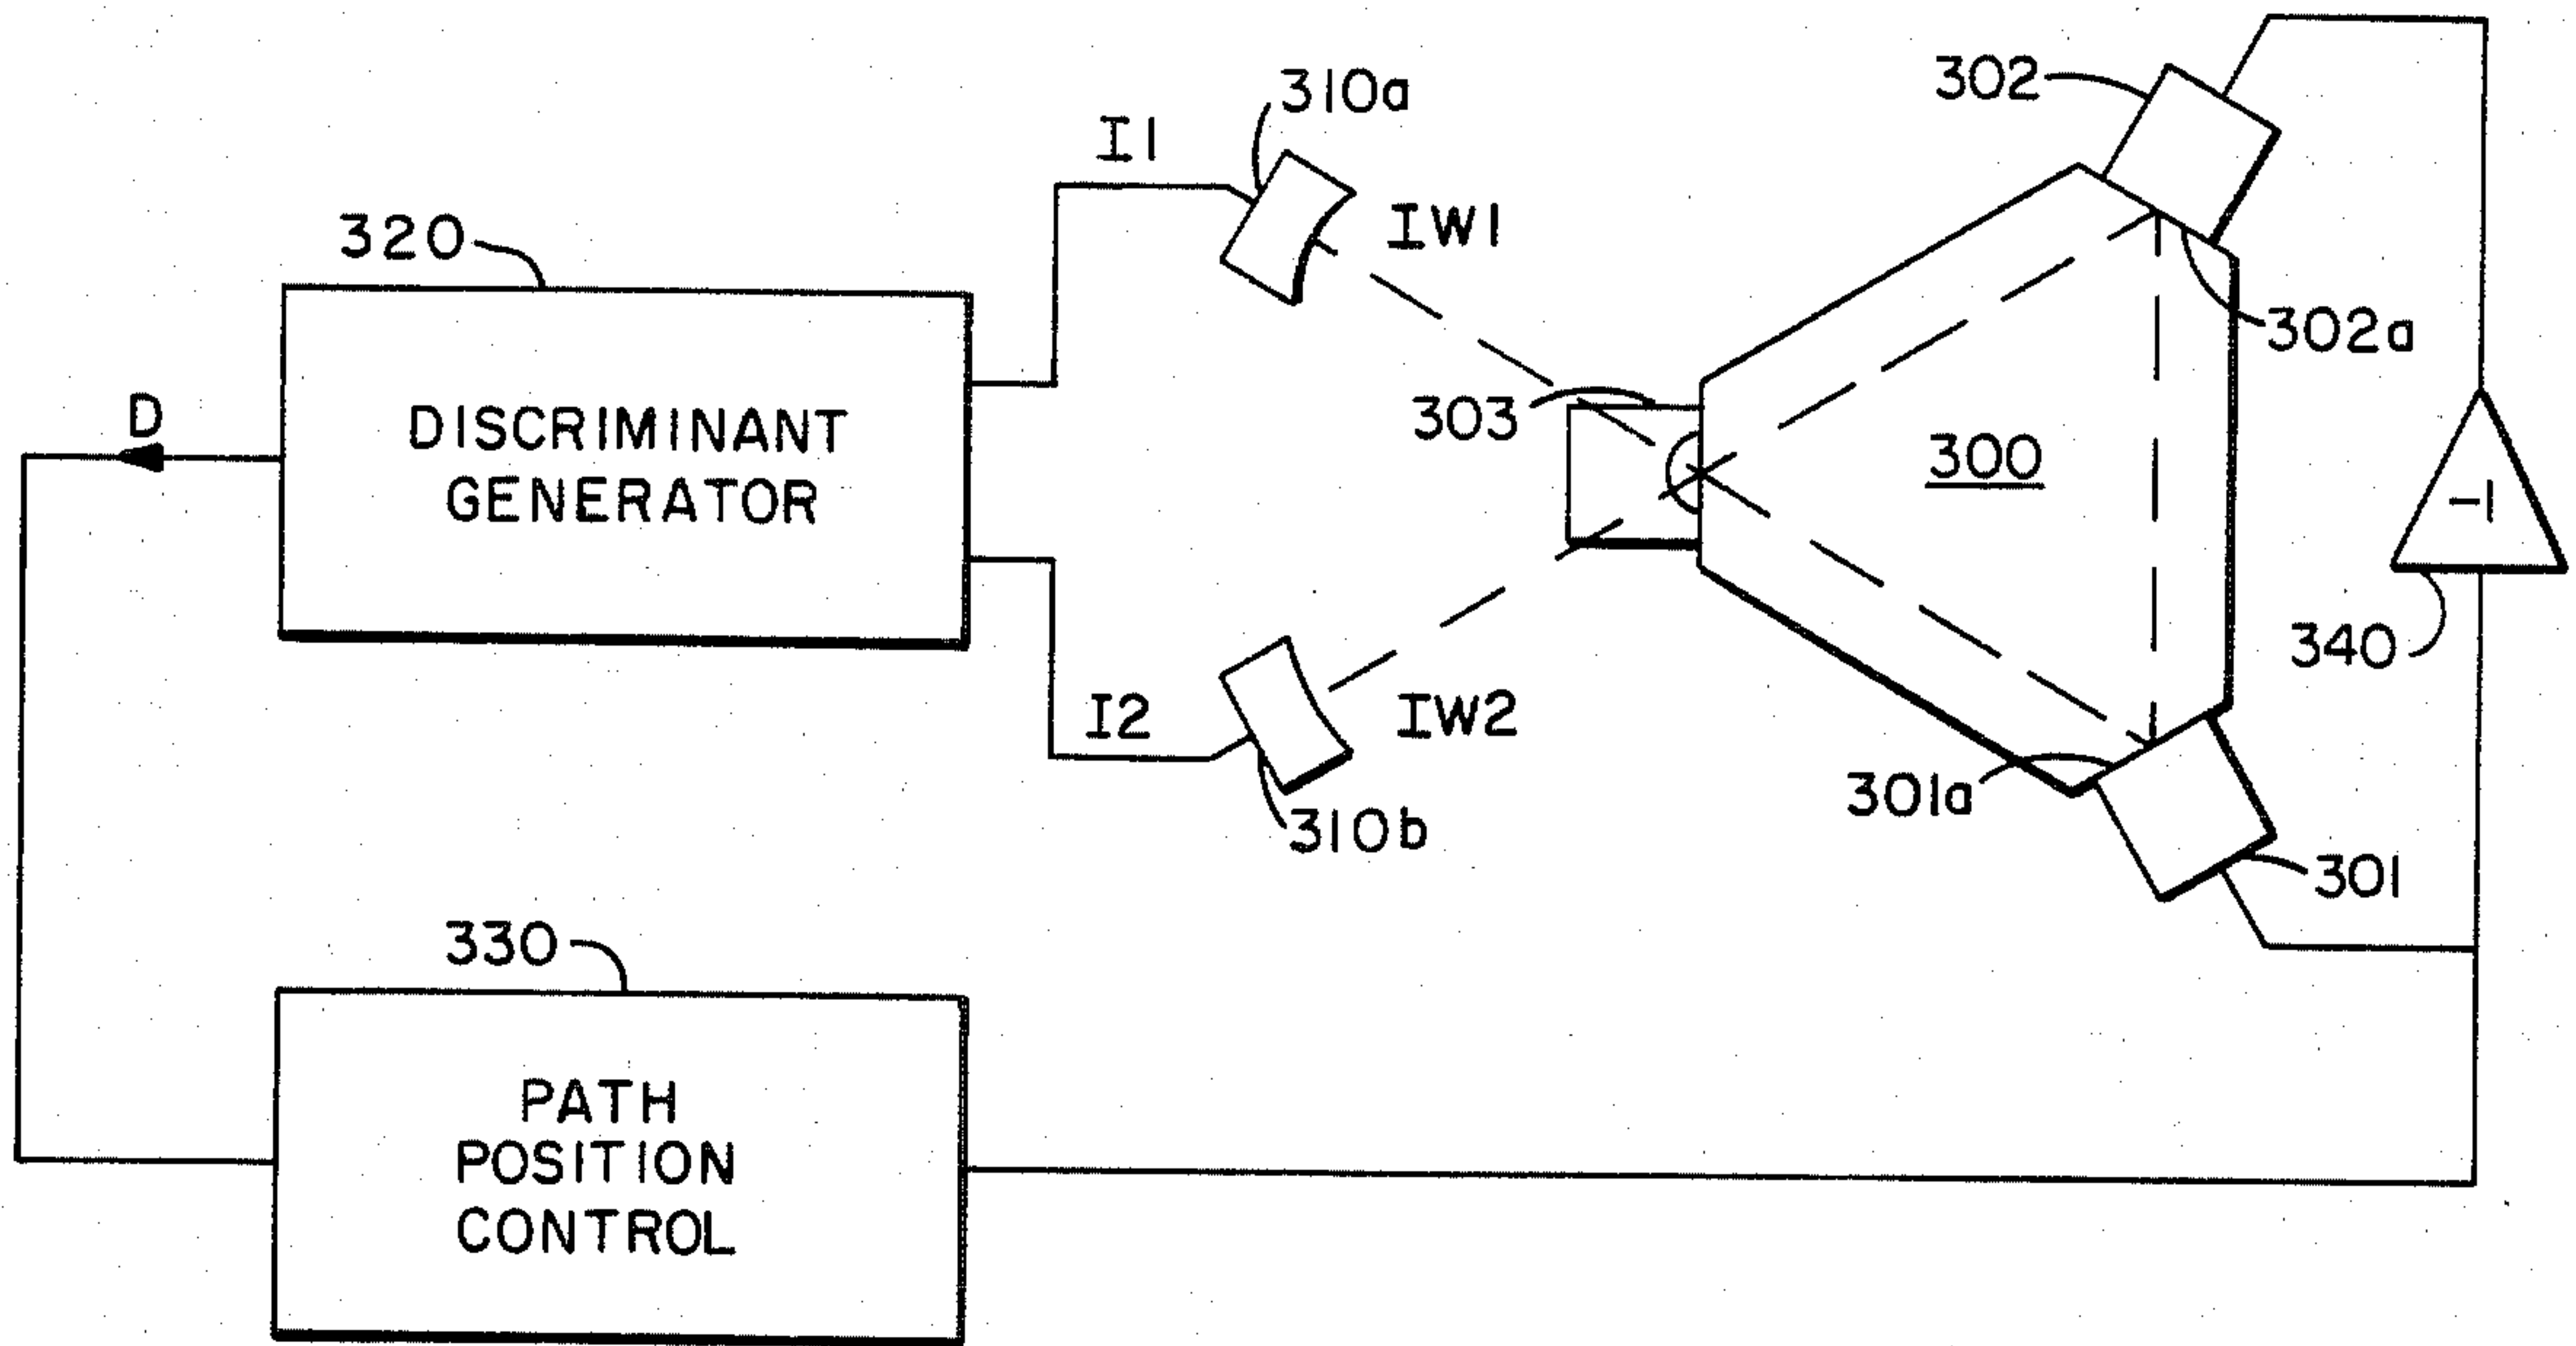 302
310a
I1
IW1
320
302a
303
D
DISCRIMINANT
GENERATOR
300
-1
340
I2
IW2
301a
310b
301
330
PATH
POSITION
CONTROL